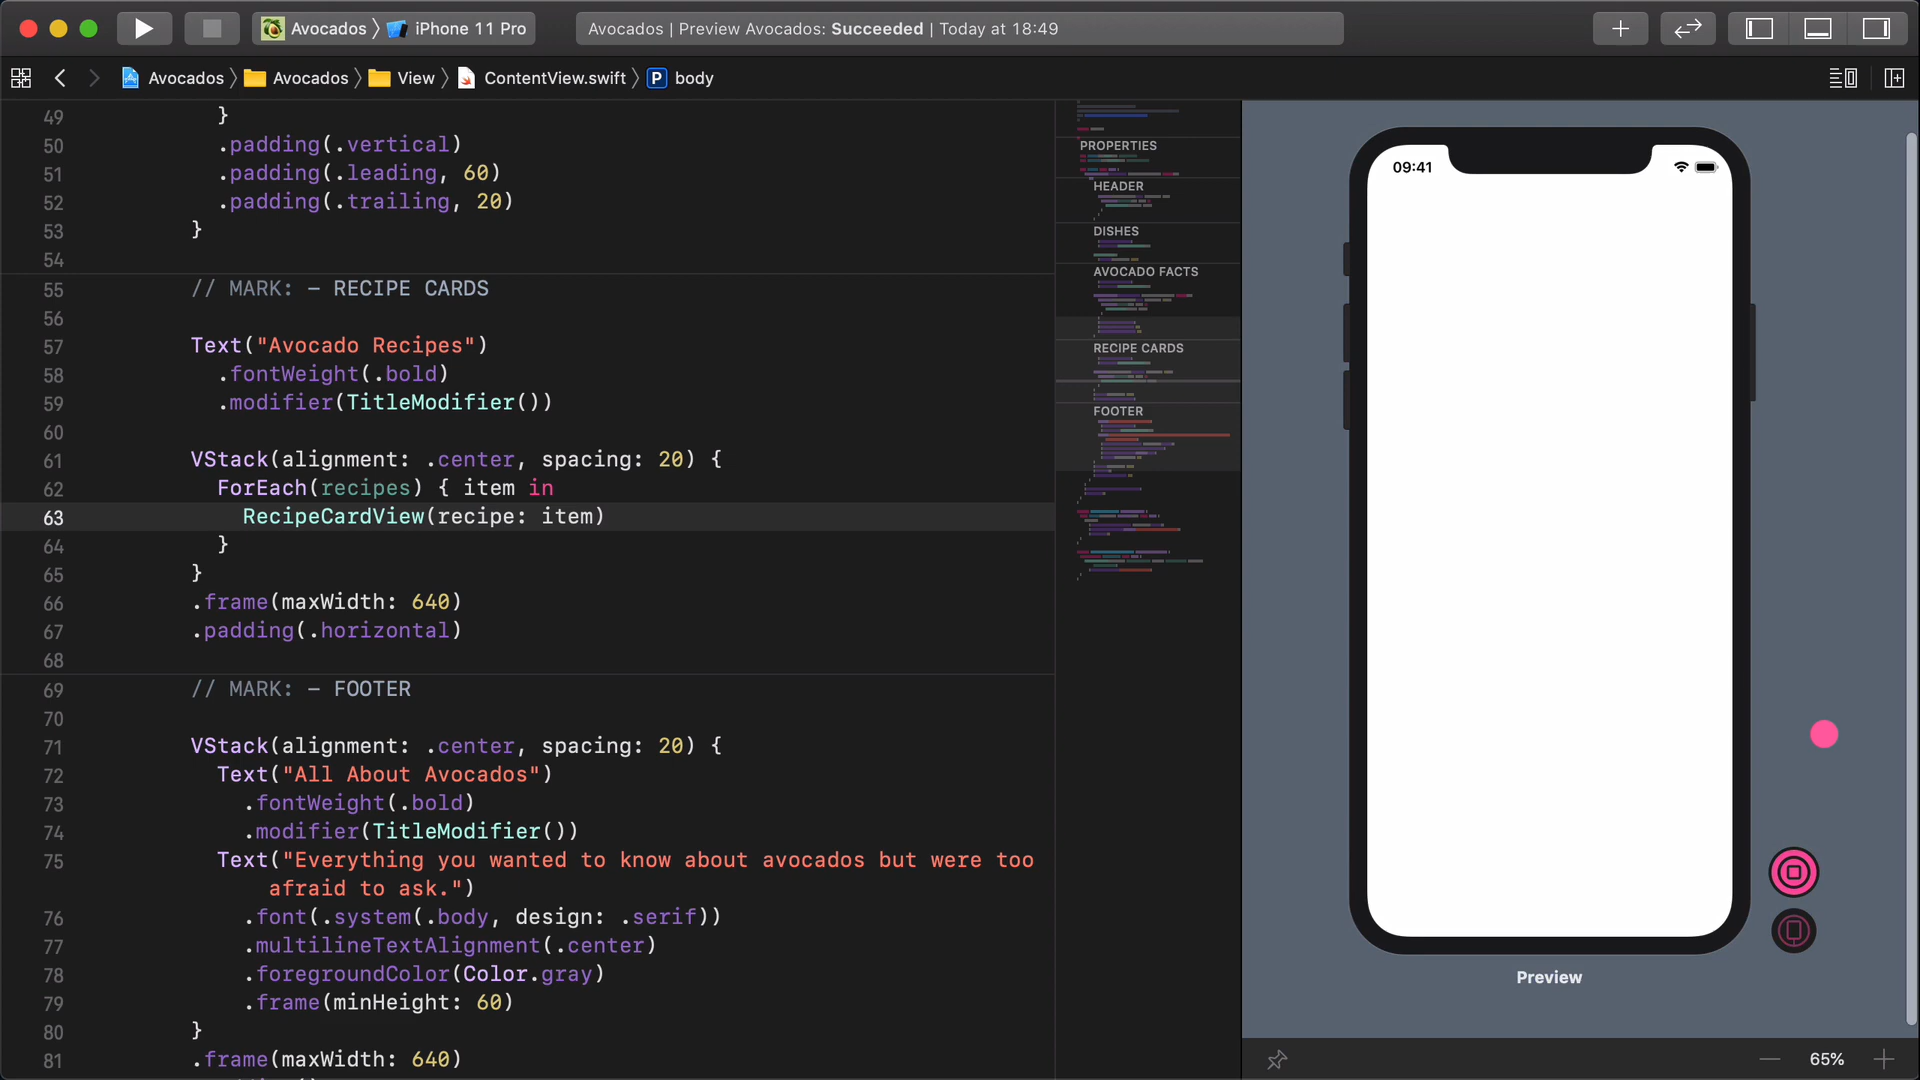 Avocados 〉 iPhone 11 Pro
Avocados | Preview Avocados: Succeeded | Today at 18:49
Avocados 〉 Avocados 〉 View 〉 ContentView.swift 〉 P body
49 }
50 .padding(.vertical)
51 .padding(.leading, 60)
52 .padding(.trailing, 20)
53 }
54
55 // MARK: - RECIPE CARDS
56
57 Text("Avocado Recipes")
58 .fontWeight(.bold)
59 .modifier(TitleModifier())
60
61 VStack(alignment: .center, spacing: 20) {
62 ForEach(recipes) { item in
63 RecipeCardView(recipe: item)
64 }
65 }
66 .frame(maxWidth: 640)
67 .padding(.horizontal)
68
69 // MARK: - FOOTER
70
71 VStack(alignment: .center, spacing: 20) {
72 Text("All About Avocados")
73 .fontWeight(.bold)
74 .modifier(TitleModifier())
75 Text("Everything you wanted to know about avocados but were too
afraid to ask.")
76 .font(.system(.body, design: .serif))
77 .multilineTextAlignment(.center)
78 .foregroundColor(Color.gray)
79 .frame(minHeight: 60)
80 }
81 .frame(maxWidth: 640)
PROPERTIES
HEADER
DISHES
AVOCADO FACTS
RECIPE CARDS
FOOTER
09:41
Preview
65%